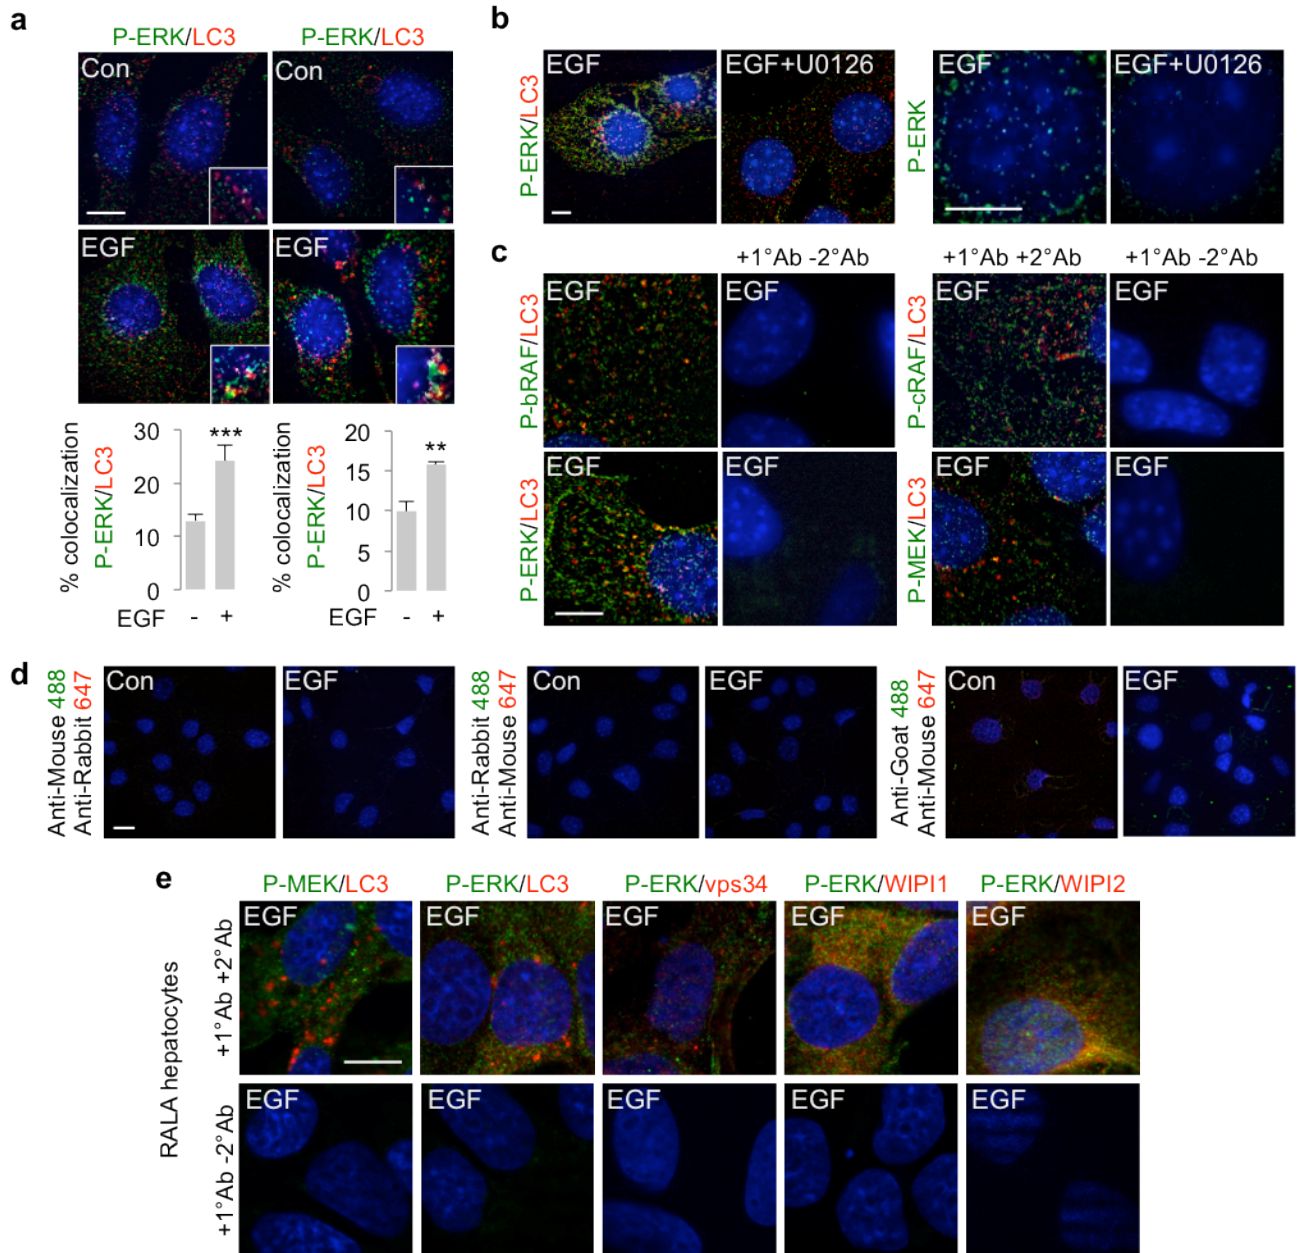 a
P-ERK/LC3
P-ERK/LC3
Con
Con
EGF
EGF
% colocalization
P-ERK/LC3
30
20
10
0
***
EGF - +
% colocalization
P-ERK/LC3
20
15
10
5
0
**
EGF - +
b
P-ERK/LC3
EGF
EGF+U0126
P-ERK
EGF
EGF+U0126
c
+1°Ab -2°Ab
+1°Ab +2°Ab
+1°Ab -2°Ab
P-bRAF/LC3
EGF
EGF
P-cRAF/LC3
EGF
EGF
P-ERK/LC3
EGF
EGF
P-MEK/LC3
EGF
EGF
d
Anti-Mouse 488
Anti-Rabbit 647
Con
EGF
Anti-Rabbit 488
Anti-Mouse 647
Con
EGF
Anti-Goat 488
Anti-Mouse 647
Con
EGF
e
P-MEK/LC3
P-ERK/LC3
P-ERK/vps34
P-ERK/WIPI1
P-ERK/WIPI2
RALA hepatocytes
+1°Ab +2°Ab
EGF
EGF
EGF
EGF
EGF
+1°Ab -2°Ab
EGF
EGF
EGF
EGF
EGF